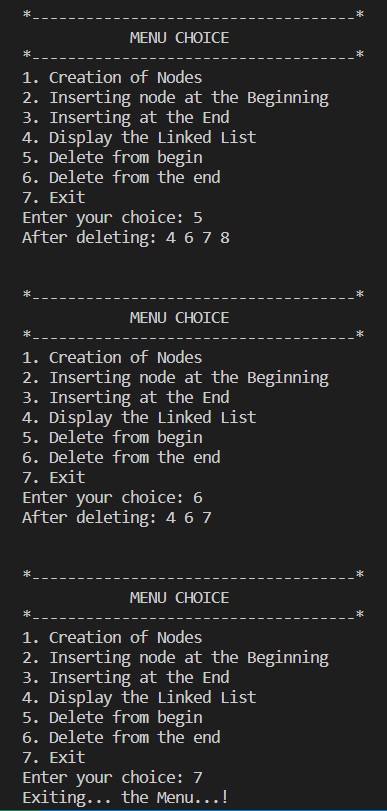 *------------------------------------*
MENU CHOICE
*------------------------------------*
1. Creation of Nodes
2. Inserting node at the Beginning
3. Inserting at the End
4. Display the Linked List
5. Delete from begin
6. Delete from the end
7. Exit
Enter your choice: 5
After deleting: 4 6 7 8
*------------------------------------*
MENU CHOICE
*------------------------------------*
1. Creation of Nodes
2. Inserting node at the Beginning
3. Inserting at the End
4. Display the Linked List
5. Delete from begin
6. Delete from the end
7. Exit
Enter your choice: 6
After deleting: 4 6 7
*------------------------------------*
MENU CHOICE
*------------------------------------*
1. Creation of Nodes
2. Inserting node at the Beginning
3. Inserting at the End
4. Display the Linked List
5. Delete from begin
6. Delete from the end
7. Exit
Enter your choice: 7
Exiting... the Menu...!